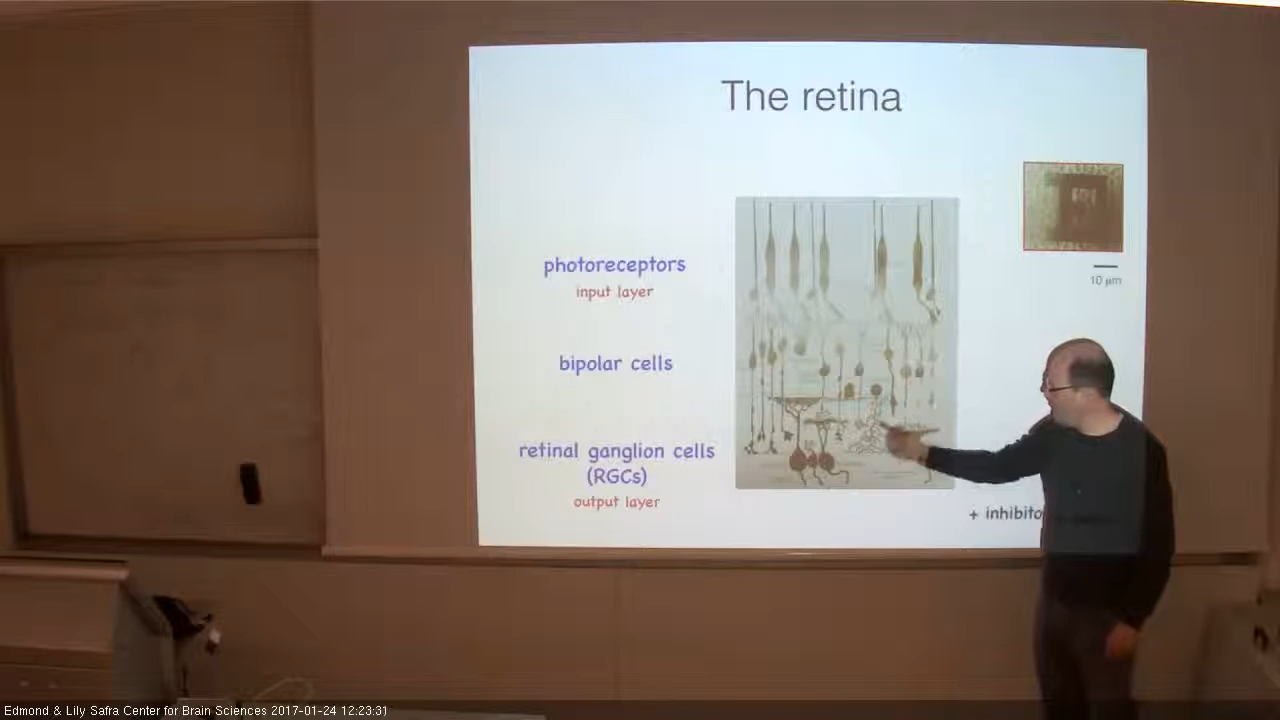 The retina
photoreceptors
input layer
10 µm
bipolar cells
retinal ganglion cells
(RGCs)
output layer
+ inhibito
Edmond & Lily Safra Center for Brain Sciences 2017-01-24 12:23:31